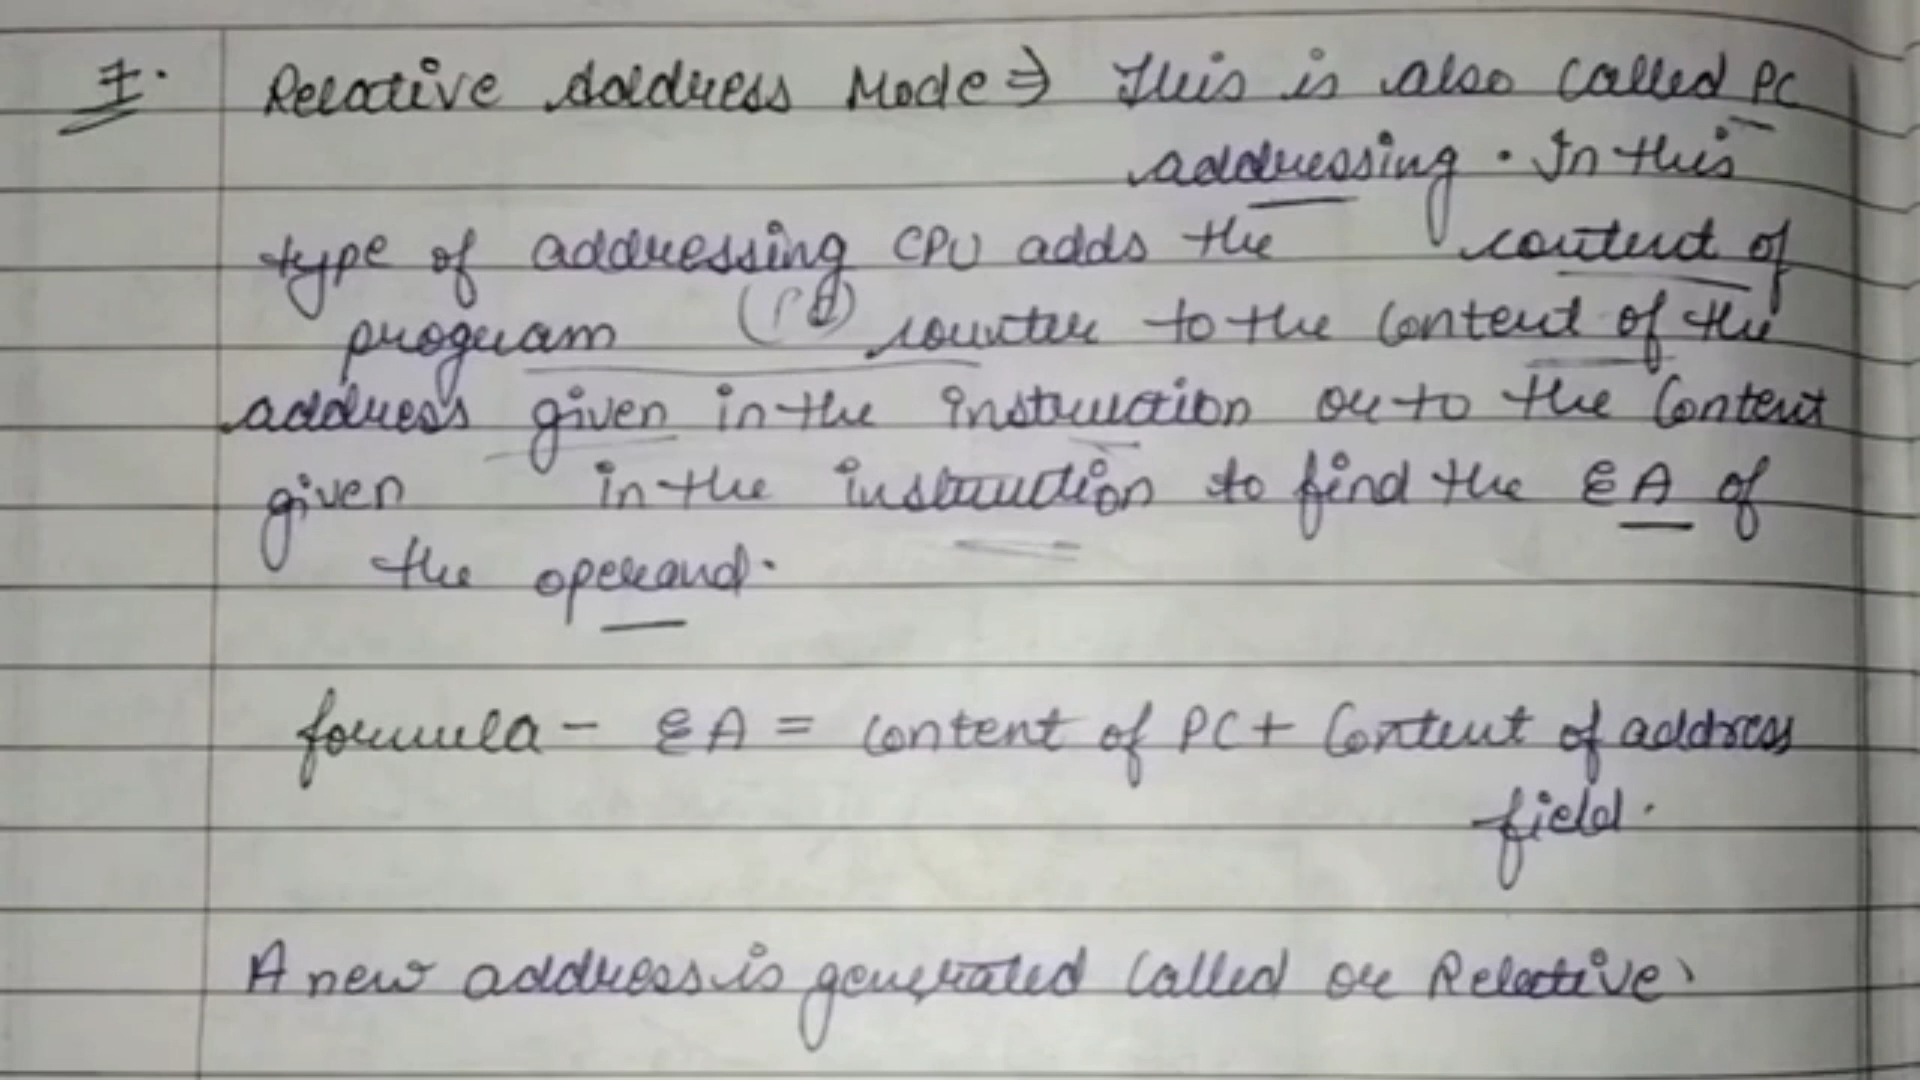 7. Relative Address Mode ⇒ This is also called PC
addressing. In this
type of addressing CPU adds the content of
program counter to the content of the
address given in the instruction or to the content
given in the instruction to find the EA of
the operand.
formula - EA = content of PC + Content of address
field.
A new address is generated called or Relative.